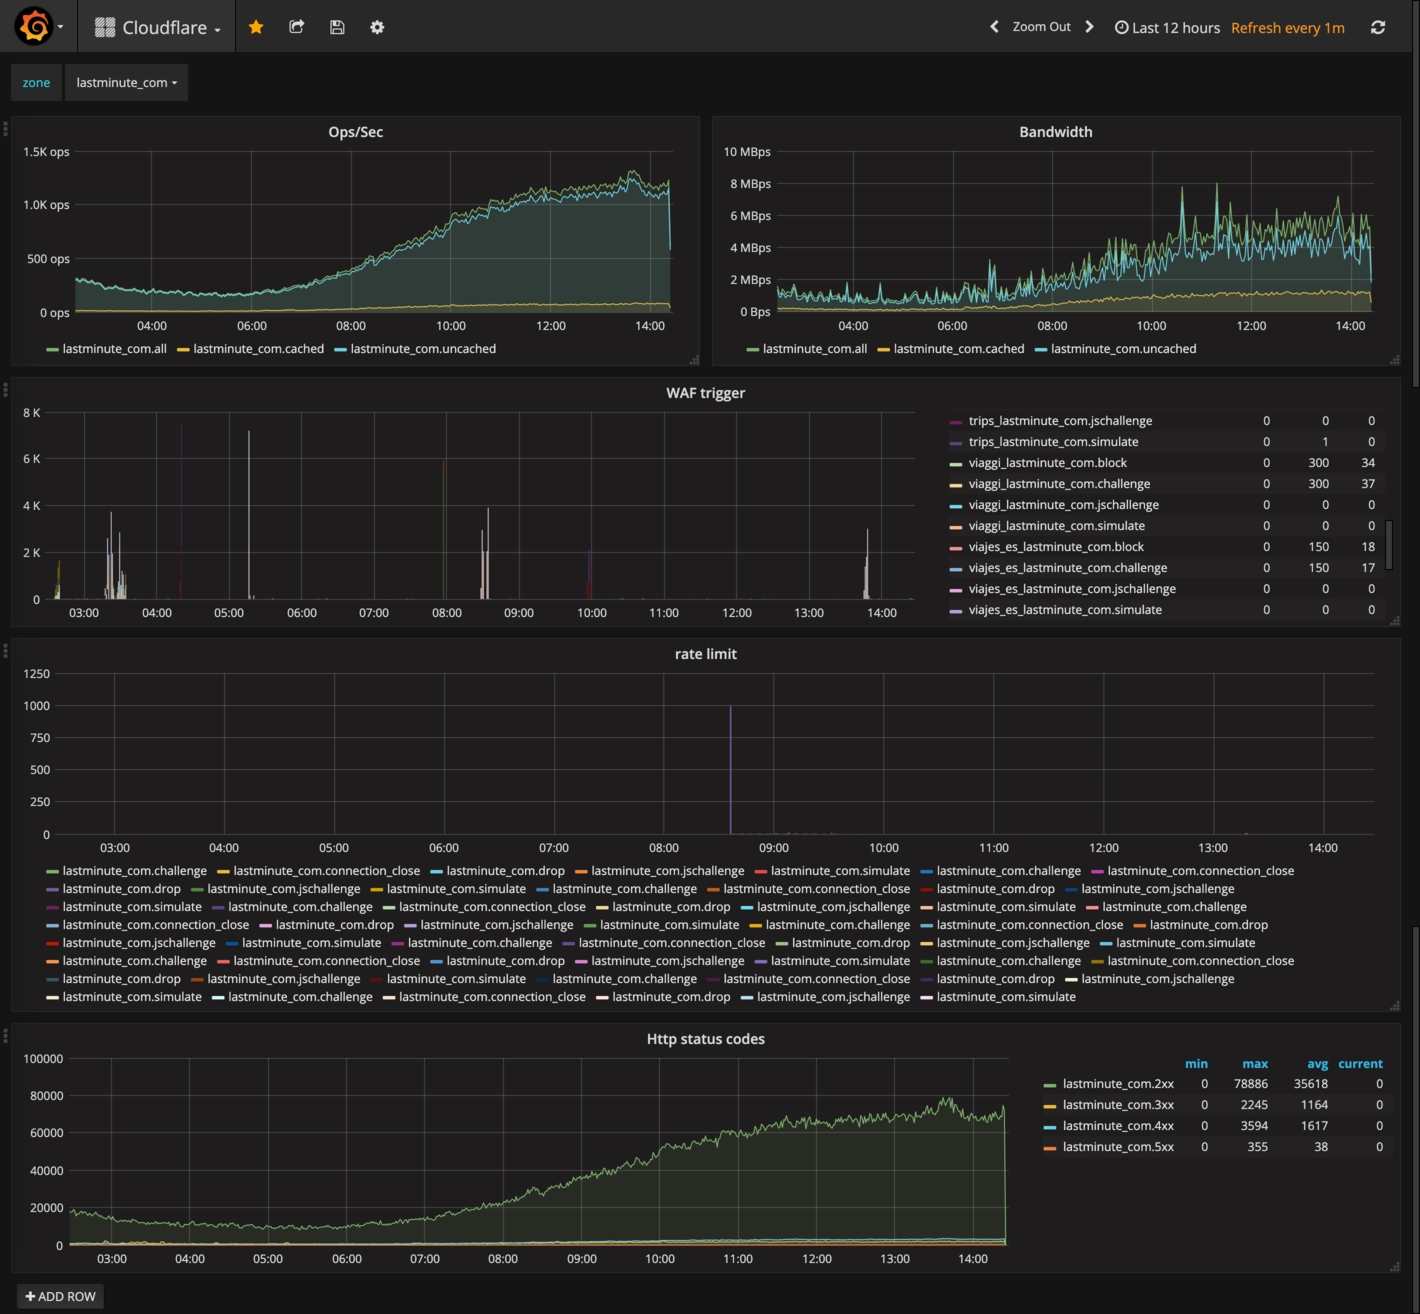 Cloudflare
Zoom Out
Last 12 hours
Refresh every 1m
zone
lastminute_com
Ops/Sec
1.5K ops
1.0K ops
500 ops
0 ops
04:00 06:00 08:00 10:00 12:00 14:00
lastminute_com.all lastminute_com.cached lastminute_com.uncached
Bandwidth
10 MBps
8 MBps
6 MBps
4 MBps
2 MBps
0 Bps
04:00 06:00 08:00 10:00 12:00 14:00
lastminute_com.all lastminute_com.cached lastminute_com.uncached
WAF trigger
8 K
6 K
4 K
2 K
0
03:00 04:00 05:00 06:00 07:00 08:00 09:00 10:00 11:00 12:00 13:00 14:00
trips_lastminute_com.jschallenge 0 0 0
trips_lastminute_com.simulate 0 1 0
viaggi_lastminute_com.block 0 300 34
viaggi_lastminute_com.challenge 0 300 37
viaggi_lastminute_com.jschallenge 0 0 0
viaggi_lastminute_com.simulate 0 0 0
viajes_es_lastminute_com.block 0 150 18
viajes_es_lastminute_com.challenge 0 150 17
viajes_es_lastminute_com.jschallenge 0 0 0
viajes_es_lastminute_com.simulate 0 0 0
rate limit
1250
1000
750
500
250
0
03:00 04:00 05:00 06:00 07:00 08:00 09:00 10:00 11:00 12:00 13:00 14:00
lastminute_com.challenge lastminute_com.connection_close lastminute_com.drop lastminute_com.jschallenge lastminute_com.simulate lastminute_com.challenge lastminute_com.connection_close
lastminute_com.drop lastminute_com.jschallenge lastminute_com.simulate lastminute_com.challenge lastminute_com.connection_close lastminute_com.drop lastminute_com.jschallenge
lastminute_com.simulate lastminute_com.challenge lastminute_com.connection_close lastminute_com.drop lastminute_com.jschallenge lastminute_com.simulate lastminute_com.challenge
lastminute_com.connection_close lastminute_com.drop lastminute_com.jschallenge lastminute_com.simulate lastminute_com.challenge lastminute_com.connection_close lastminute_com.drop
lastminute_com.jschallenge lastminute_com.simulate lastminute_com.challenge lastminute_com.connection_close lastminute_com.drop lastminute_com.jschallenge lastminute_com.simulate
lastminute_com.challenge lastminute_com.connection_close lastminute_com.drop lastminute_com.jschallenge lastminute_com.simulate lastminute_com.challenge lastminute_com.connection_close
lastminute_com.drop lastminute_com.jschallenge lastminute_com.simulate lastminute_com.challenge lastminute_com.connection_close lastminute_com.drop lastminute_com.jschallenge
lastminute_com.simulate lastminute_com.challenge lastminute_com.connection_close lastminute_com.drop lastminute_com.jschallenge lastminute_com.simulate
Http status codes
100000
80000
60000
40000
20000
0
03:00 04:00 05:00 06:00 07:00 08:00 09:00 10:00 11:00 12:00 13:00 14:00
min max avg current
lastminute_com.2xx 0 78886 35618 0
lastminute_com.3xx 0 2245 1164 0
lastminute_com.4xx 0 3594 1617 0
lastminute_com.5xx 0 355 38 0
ADD ROW